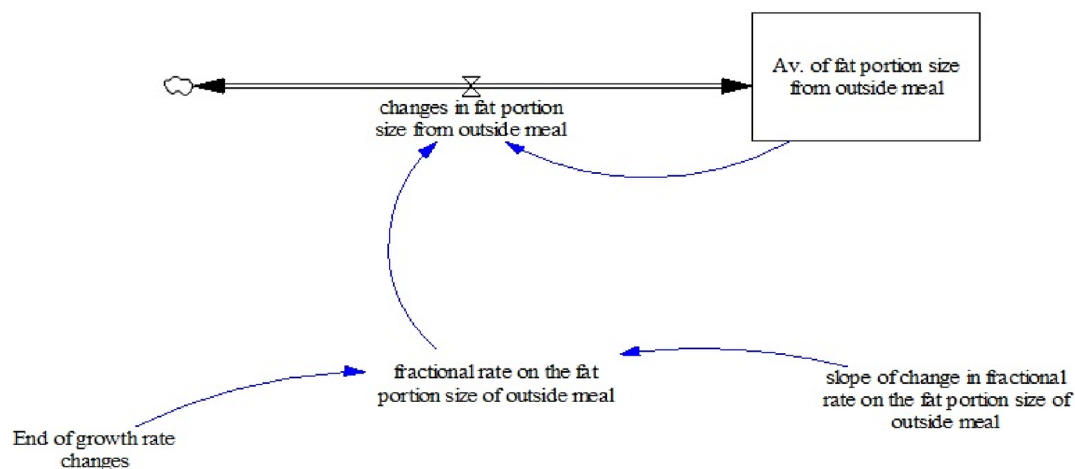 Av. of fat portion size
from outside meal
changes in fat portion
size from outside meal
fractional rate on the fat
portion size of outside meal
slope of change in fractional
rate on the fat portion size of
outside meal
End of growth rate
changes